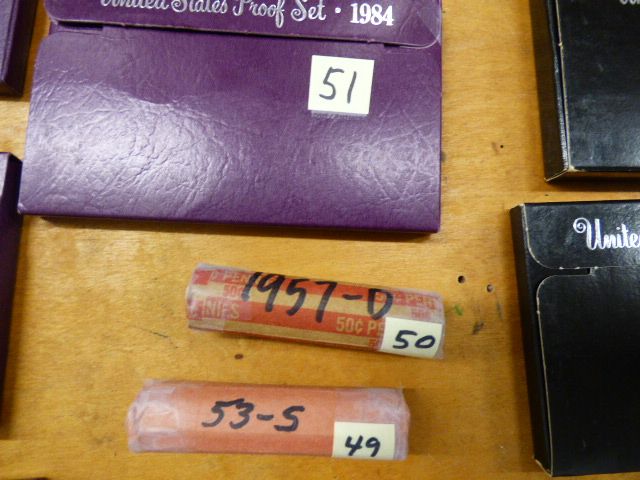 United States Proof Set · 1984
51
1957-D
50¢
50
53-S
49
Unite